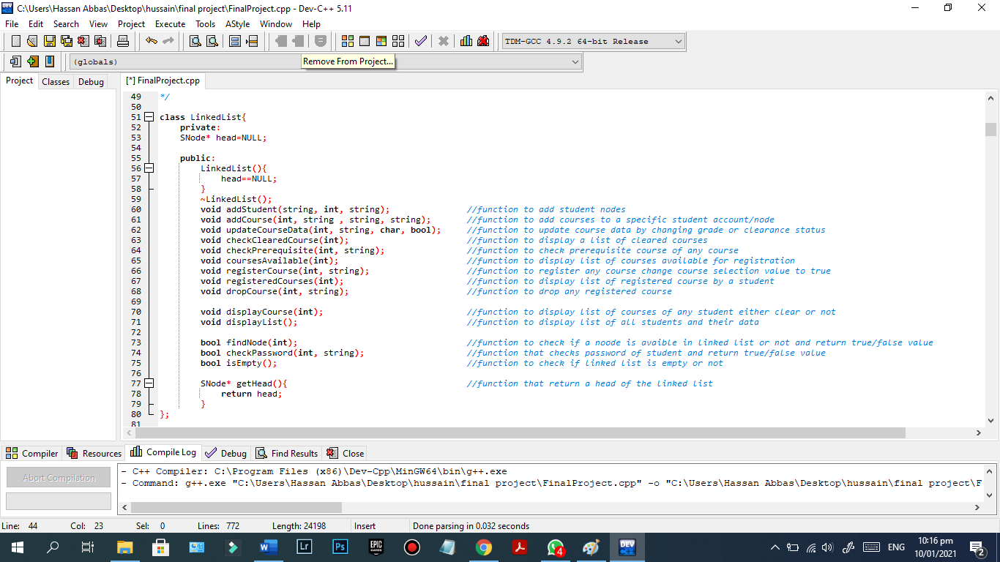 C:\Users\Hassan Abbas\Desktop\hussain\final project\FinalProject.cpp - Dev-C++ 5.11
File Edit Search View Project Execute Tools AStyle Window Help
TDM-GCC 4.9.2 64-bit Release
(globals)
Remove From Project...
Project Classes Debug
[*] FinalProject.cpp
49 */
50
51 class LinkedList{
52 private:
53 SNode* head=NULL;
54
55 public:
56 LinkedList(){
57 head==NULL;
58 }
59 ~LinkedList();
60 void addStudent(string, int, string); //function to add student nodes
61 void addCourse(int, string , string, string); //function to add courses to a specific student account/node
62 void updateCourseData(int, string, char, bool); //function to update course data by changing grade or clearance status
63 void checkClearedCourse(int); //function to display a list of cleared courses
64 void checkPrerequisite(int, string); //function to check prerequisite course of any course
65 void coursesAvailable(int); //function to display list of courses available for registration
66 void registerCourse(int, string); //function to register any course change course selection value to true
67 void registeredCourses(int); //function to display list of registered course by a student
68 void dropCourse(int, string); //function to drop any registered course
69
70 void displayCourse(int); //function to display list of courses of any student either clear or not
71 void displayList(); //function to display list of all students and their data
72
73 bool findNode(int); //function to check if a noode is avaible in linked list or not and return true/false value
74 bool checkPassword(int, string); //function that checks password of student and return true/false value
75 bool isEmpty(); //function to check if linked list is empty or not
76
77 SNode* getHead(){ //function that return a head of the linked list
78 return head;
79 }
80 };
81
Compiler Resources Compile Log Debug Find Results Close
Abort Compilation
- C++ Compiler: C:\Program Files (x86)\Dev-Cpp\MinGW64\bin\g++.exe
- Command: g++.exe "C:\Users\Hassan Abbas\Desktop\hussain\final project\FinalProject.cpp" -o "C:\Users\Hassan Abbas\Desktop\hussain\final project\F
Line: 44 Col: 23 Sel: 0 Lines: 772 Length: 24198 Insert Done parsing in 0.032 seconds
W Lr Ps EPIC GAMES 4 DEV ENG 10:16 pm
10/01/2021 2